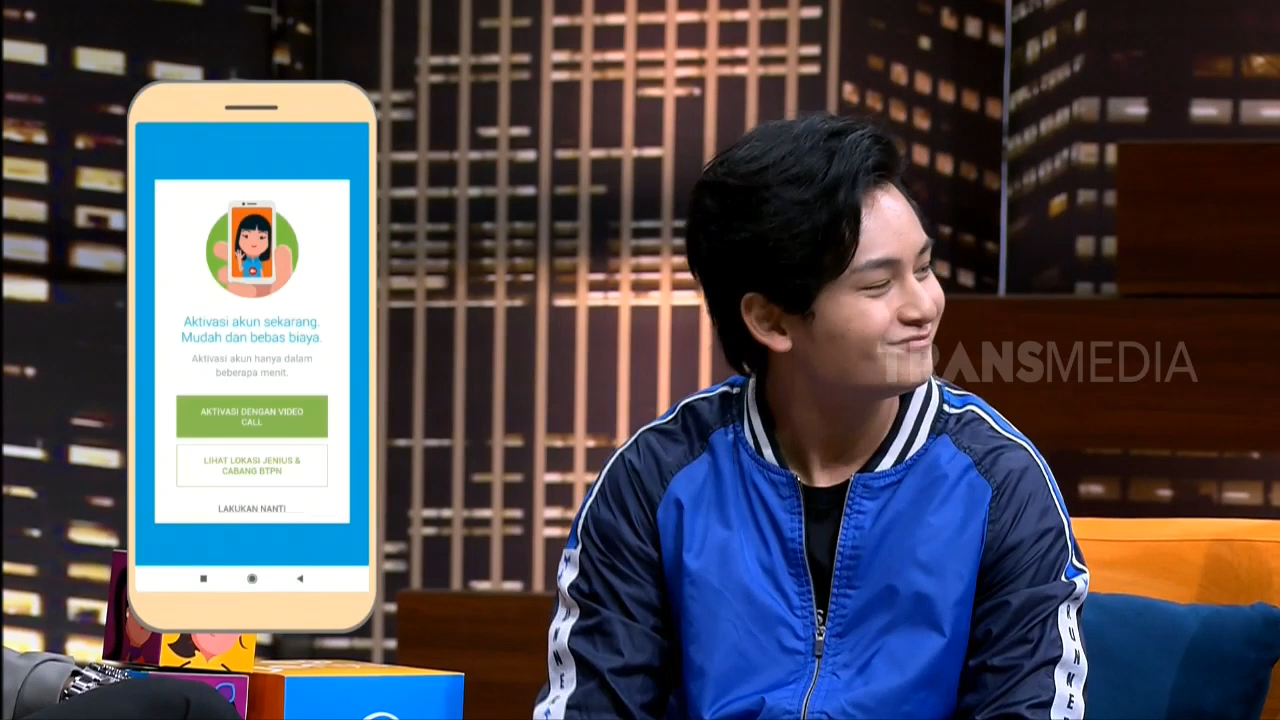 Aktivasi akun sekarang.
Mudah dan bebas biaya.
Aktivasi akun hanya dalam
beberapa menit.
AKTIVASI DENGAN VIDEO
CALL
LIHAT LOKASI JENIUS &
CABANG BTPN
LAKUKAN NANTI
TRANSMEDIA
RUNNE